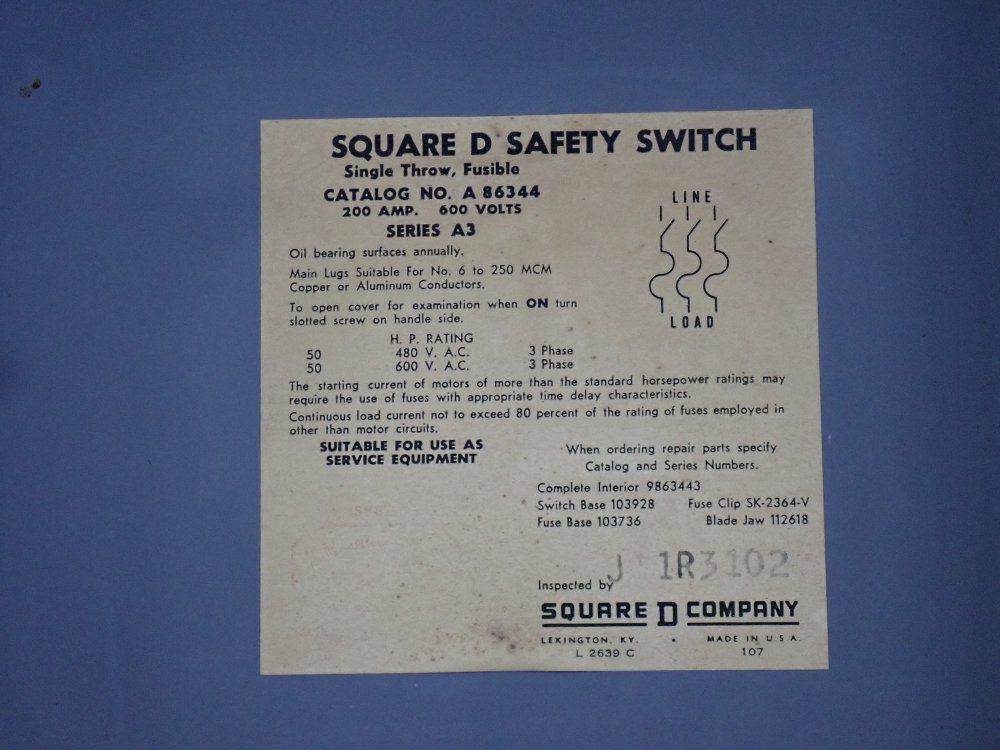 SQUARE D SAFETY SWITCH
Single Throw, Fusible
CATALOG NO. A 86344
200 AMP. 600 VOLTS
SERIES A3
LINE
LOAD
Oil bearing surfaces annually.
Main Lugs Suitable For No. 6 to 250 MCM
Copper or Aluminum Conductors.
To open cover for examination when ON turn
slotted screw on handle side.
H. P. RATING
50 480 V. A.C. 3 Phase
50 600 V. A.C. 3 Phase
The starting current of motors of more than the standard horsepower ratings may
require the use of fuses with appropriate time delay characteristics.
Continuous load current not to exceed 80 percent of the rating of fuses employed in
other than motor circuits.
SUITABLE FOR USE AS
SERVICE EQUIPMENT
When ordering repair parts specify
Catalog and Series Numbers.
Complete Interior 9863443
Switch Base 103928 Fuse Clip SK-2364-V
Fuse Base 103736 Blade Jaw 112618
J 1R3102
Inspected by
SQUARE D COMPANY
LEXINGTON, KY. • MADE IN U.S.A.
L 2639 C 107